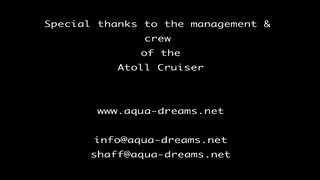 Special thanks to the management &
crew
of the
Atoll Cruiser
www.aqua-dreams.net
info@aqua-dreams.net
shaff@aqua-dreams.net